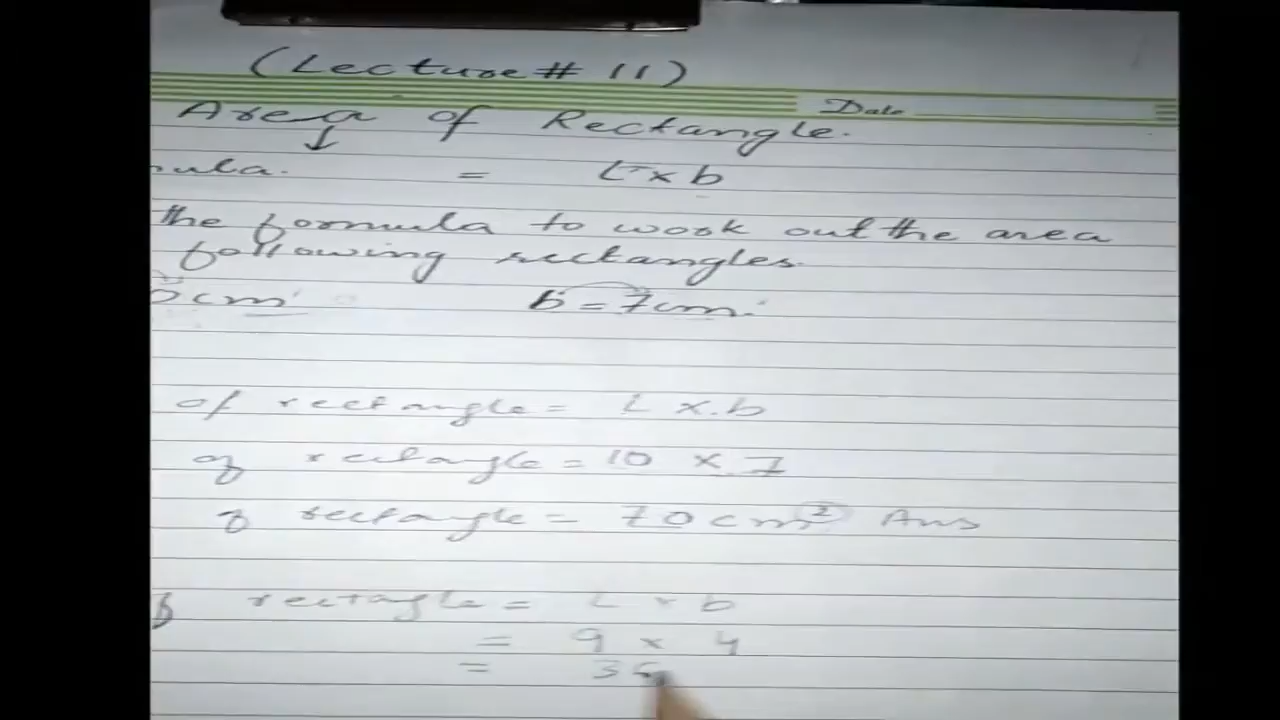 (Lecture # 11)
Date
Area of Rectangle.
ula. = L x b
the formula to work out the area
following rectangles.
0cm b = 7cm.
of rectangle = L x b
of rectangle = 10 x 7
of rectangle = 70cm² Ans
rectangle = L x b
= 9 x 4
= 36